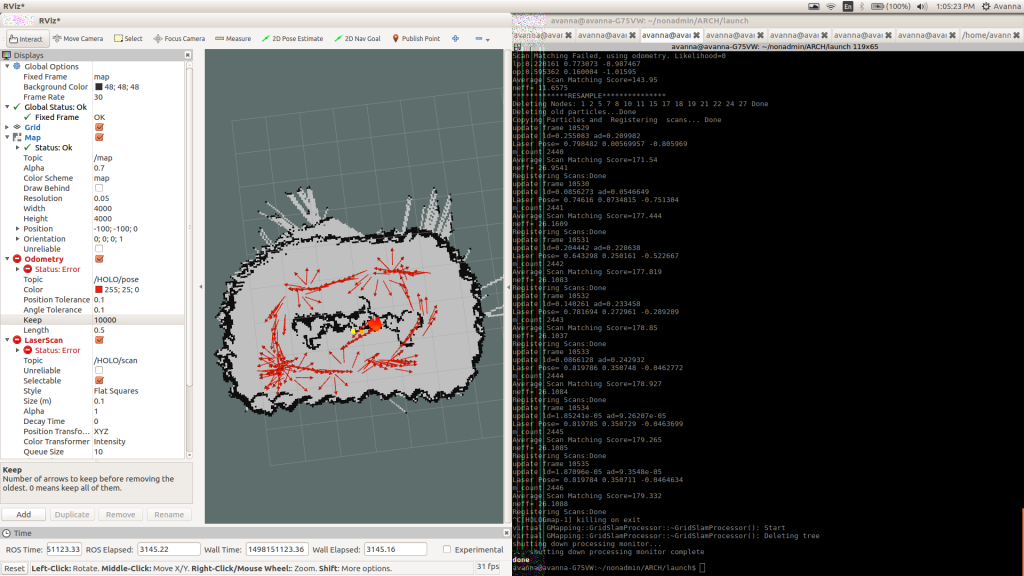 RViz*
En
(100%)
1:05:23 PM
Avanna
RViz*
Interact
Move Camera
Select
Focus Camera
Measure
2D Pose Estimate
2D Nav Goal
Publish Point
Displays
Global Options
Fixed Frame map
Background Color 48; 48; 48
Frame Rate 30
Global Status: Ok
Fixed Frame OK
Grid
Map
Status: Ok
Topic /map
Alpha 0.7
Color Scheme map
Draw Behind
Resolution 0.05
Width 4000
Height 4000
Position -100; -100; 0
Orientation 0; 0; 0; 1
Unreliable
Odometry
Status: Error
Topic /HOLO/pose
Color 255; 25; 0
Position Tolerance 0.1
Angle Tolerance 0.1
Keep 10000
Length 0.5
LaserScan
Status: Error
Topic /HOLO/scan
Unreliable
Selectable
Style Flat Squares
Size (m) 0.1
Alpha 1
Decay Time 0
Position Transfo... XYZ
Color Transformer Intensity
Queue Size 10
Keep
Number of arrows to keep before removing the
oldest. 0 means keep all of them.
Add
Duplicate
Remove
Rename
Time
ROS Time: 51123.33
ROS Elapsed: 3145.22
Wall Time: 1498151123.36
Wall Elapsed: 3145.16
Experimental
Reset
Left-Click: Rotate. Middle-Click: Move X/Y. Right-Click/Mouse Wheel:: Zoom. Shift: More options.
31 fps
avanna@avanna-G75VW: ~/nonadmin/ARCH/launch
avanna@avanna-G75VW: ~/nonadmin/ARCH/launch 119x65
Scan Matching Failed, using odometry. Likelihood=0
lp:0.220161 0.773073 -0.987467
op:0.595362 0.160004 -1.01595
Average Scan Matching Score=143.95
neff= 11.6575
*************RESAMPLE***************
Deleting Nodes: 1 2 5 7 8 10 11 15 17 18 19 21 22 24 27 Done
Deleting old particles...Done
Copying Particles and Registering scans... Done
update frame 10529
update ld=0.255083 ad=0.209982
Laser Pose= 0.798482 0.00569957 -0.805969
m_count 2440
Average Scan Matching Score=171.54
neff= 26.9541
Registering Scans:Done
update frame 10530
update ld=0.0856273 ad=0.0546649
Laser Pose= 0.74616 0.0734815 -0.751304
m_count 2441
Average Scan Matching Score=177.444
neff= 26.1609
Registering Scans:Done
update frame 10531
update ld=0.204442 ad=0.228638
Laser Pose= 0.643298 0.250161 -0.522667
m_count 2442
Average Scan Matching Score=177.819
neff= 26.1083
Registering Scans:Done
update frame 10532
update ld=0.140261 ad=0.233458
Laser Pose= 0.781694 0.272961 -0.289209
m_count 2443
Average Scan Matching Score=178.85
neff= 26.1037
Registering Scans:Done
update frame 10533
update ld=0.0866128 ad=0.242932
Laser Pose= 0.819786 0.350748 -0.0462772
m_count 2444
Average Scan Matching Score=178.927
neff= 26.1084
Registering Scans:Done
update frame 10534
update ld=1.85241e-05 ad=9.26207e-05
Laser Pose= 0.819785 0.350729 -0.0463699
m_count 2445
Average Scan Matching Score=179.265
neff= 26.1085
Registering Scans:Done
update frame 10535
update ld=1.87096e-05 ad=9.3548e-05
Laser Pose= 0.819784 0.350711 -0.0464634
m_count 2446
Average Scan Matching Score=179.332
neff= 26.1088
Registering Scans:Done
^C[HOLOgmap-1] killing on exit
virtual GMapping::GridSlamProcessor::~GridSlamProcessor(): Start
virtual GMapping::GridSlamProcessor::~GridSlamProcessor(): Deleting tree
shutting down processing monitor...
... shutting down processing monitor complete
done
avanna@avanna-G75VW:~/nonadmin/ARCH/launch$